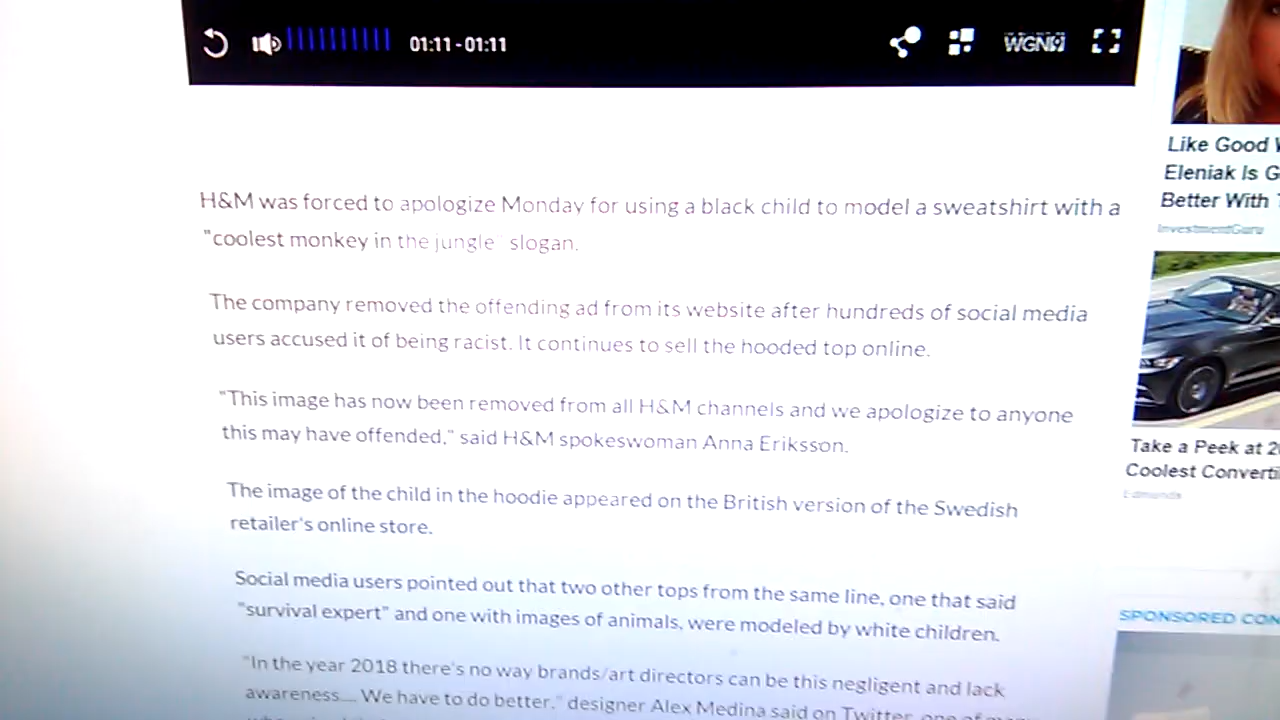 01:11 - 01:11
WGN9
H&M was forced to apologize Monday for using a black child to model a sweatshirt with a
"coolest monkey in the jungle" slogan.
The company removed the offending ad from its website after hundreds of social media
users accused it of being racist. It continues to sell the hooded top online.
"This image has now been removed from all H&M channels and we apologize to anyone
this may have offended," said H&M spokeswoman Anna Eriksson.
The image of the child in the hoodie appeared on the British version of the Swedish
retailer's online store.
Social media users pointed out that two other tops from the same line, one that said
"survival expert" and one with images of animals, were modeled by white children.
"In the year 2018 there's no way brands/art directors can be this negligent and lack
awareness.... We have to do better," designer Alex Medina said on Twitter, one of
Like Good
Eleniak Is G
Better With
InvestmentGuru
Take a Peek at 2
Coolest Converti
Edmunds
SPONSORED CON